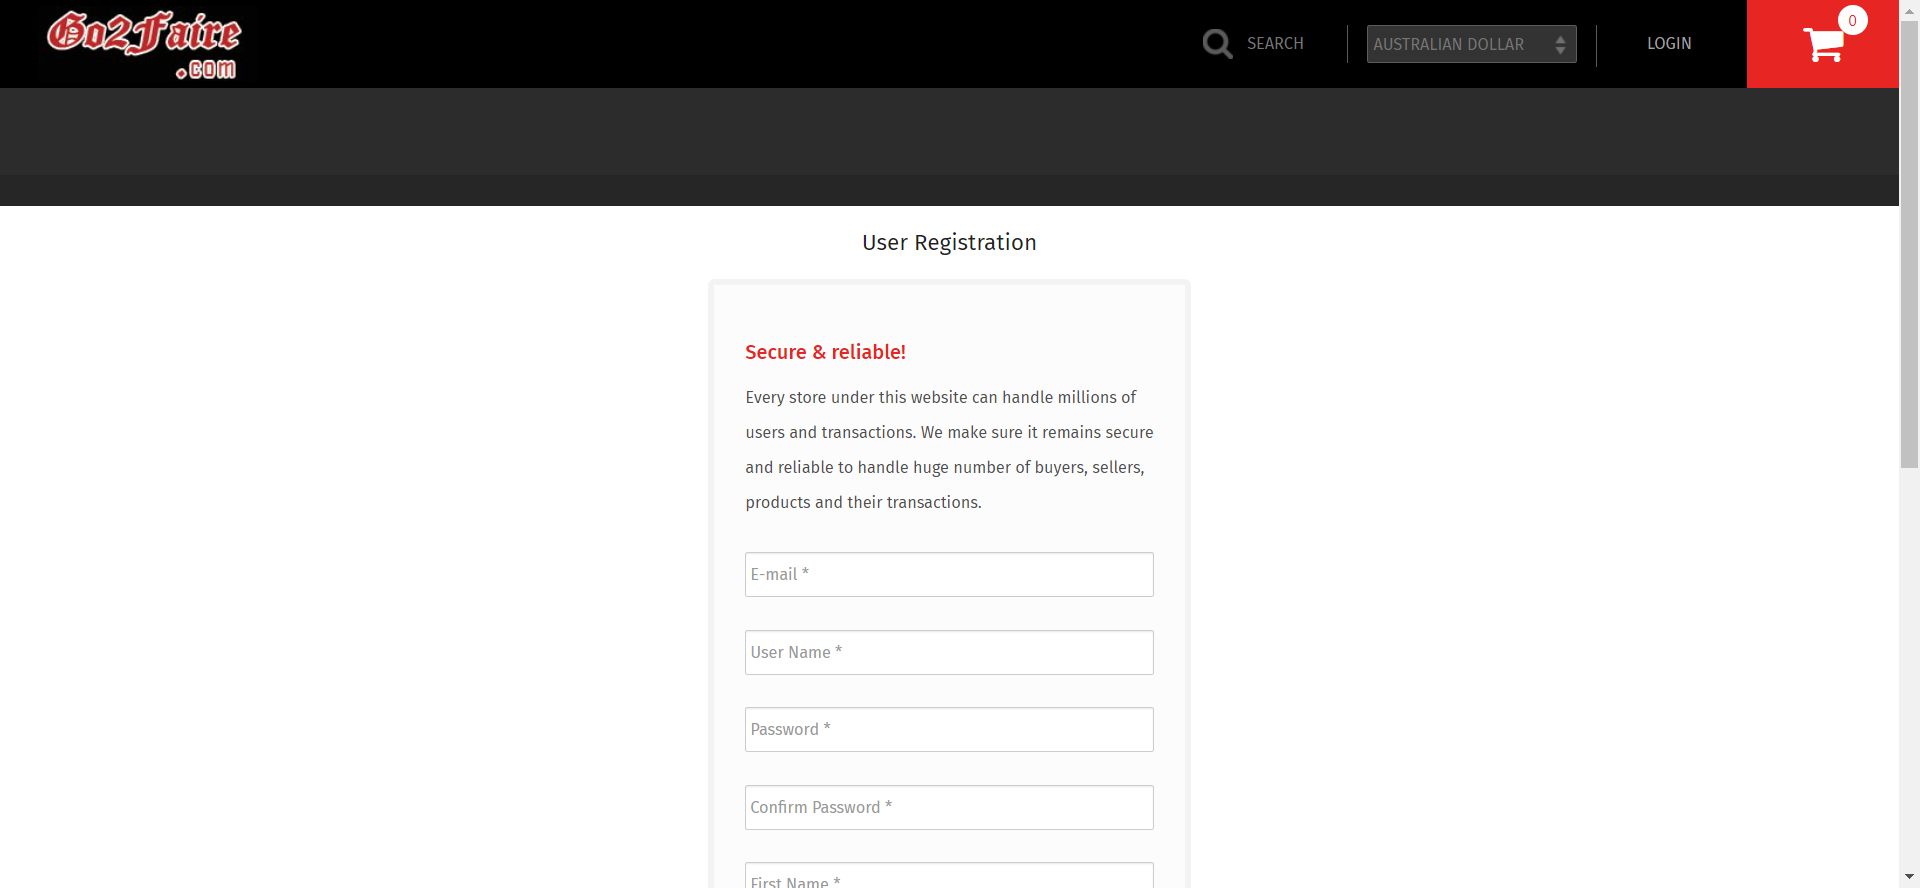 Go2Faire
.com
SEARCH
AUSTRALIAN DOLLAR
LOGIN
0
User Registration
Secure & reliable!
Every store under this website can handle millions of
users and transactions. We make sure it remains secure
and reliable to handle huge number of buyers, sellers,
products and their transactions.
E-mail *
User Name *
Password *
Confirm Password *
First Name *